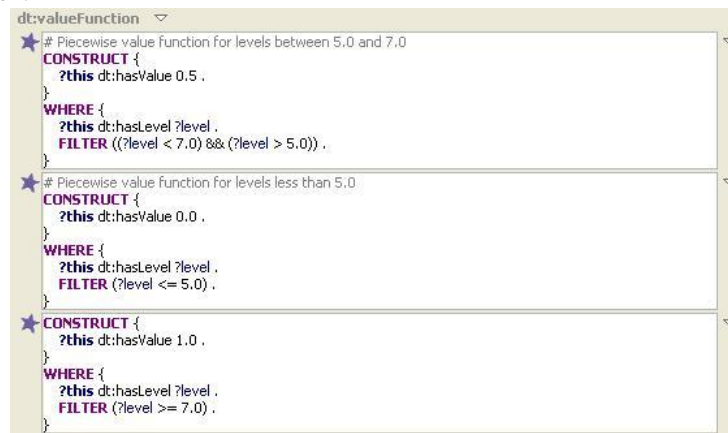 dt:valueFunction
# Piecewise value function for levels between 5.0 and 7.0
CONSTRUCT {
?this dt:hasValue 0.5 .
}
WHERE {
?this dt:hasLevel ?level .
FILTER ((?level < 7.0) && (?level > 5.0)) .
}
# Piecewise value function for levels less than 5.0
CONSTRUCT {
?this dt:hasValue 0.0 .
}
WHERE {
?this dt:hasLevel ?level .
FILTER (?level <= 5.0) .
}
CONSTRUCT {
?this dt:hasValue 1.0 .
}
WHERE {
?this dt:hasLevel ?level .
FILTER (?level >= 7.0) .
}